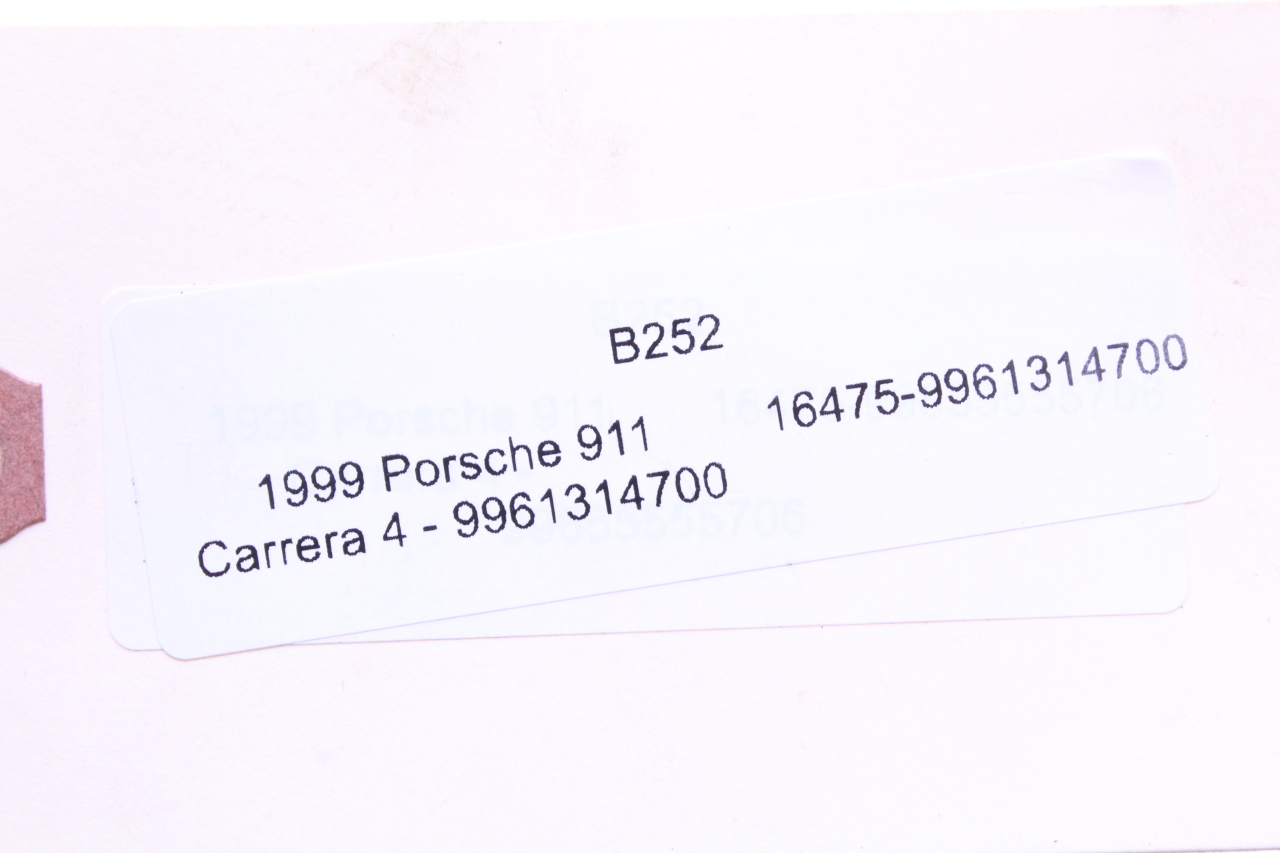 B252
1999 Porsche 911 16475-9961314700
Carrera 4 - 9961314700